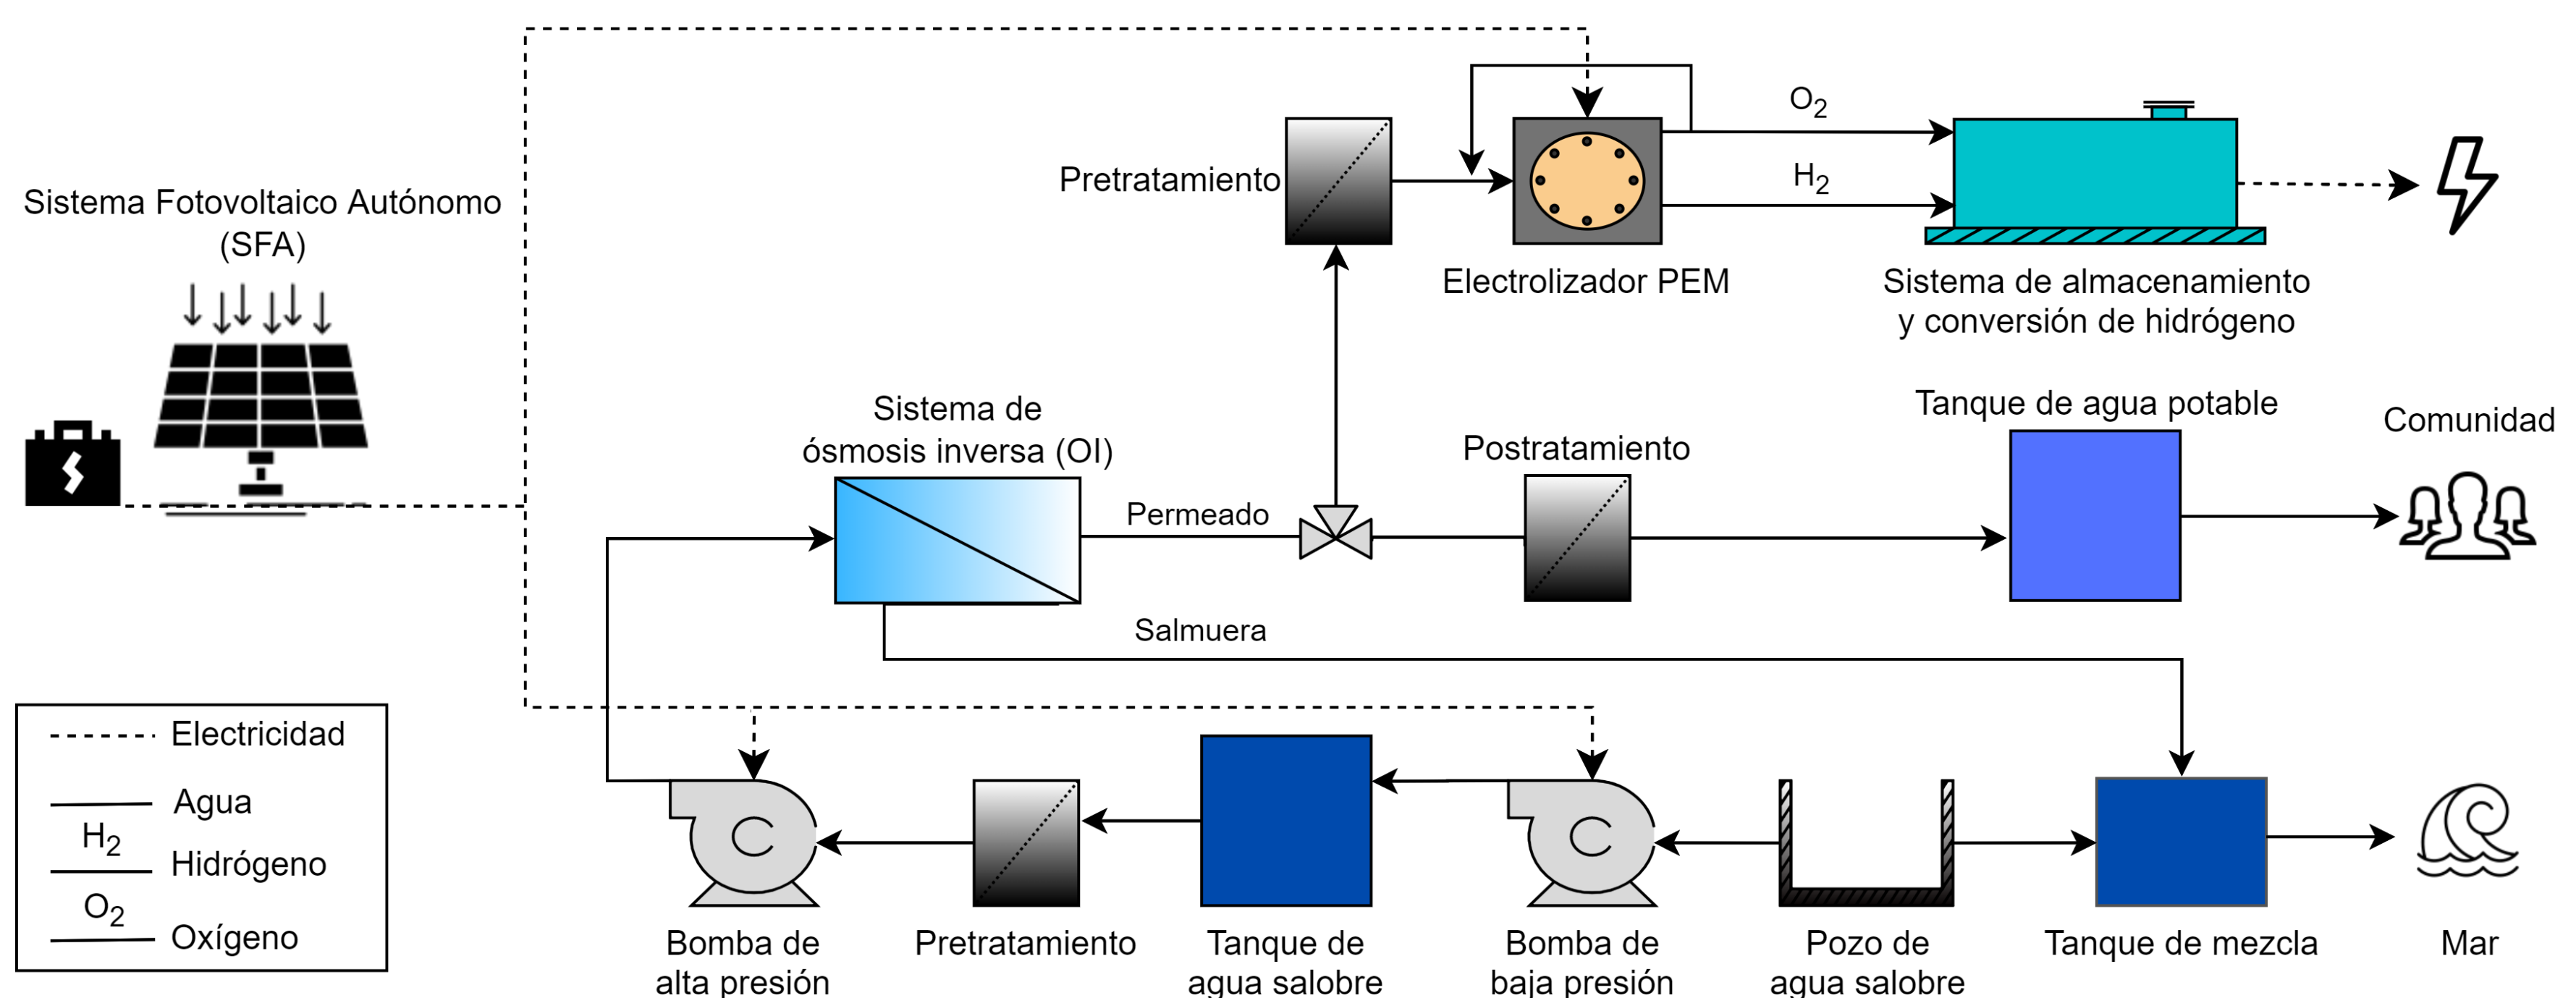 Sistema Fotovoltaico Autónomo
(SFA)
Pretratamiento
O2
H2
Electrolizador PEM
Sistema de almacenamiento
y conversión de hidrógeno
Sistema de
ósmosis inversa (OI)
Permeado
Postratamiento
Tanque de agua potable
Comunidad
Salmuera
Electricidad
Agua
H2
Hidrógeno
O2
Oxígeno
Bomba de
alta presión
Pretratamiento
Tanque de
agua salobre
Bomba de
baja presión
Pozo de
agua salobre
Tanque de mezcla
Mar